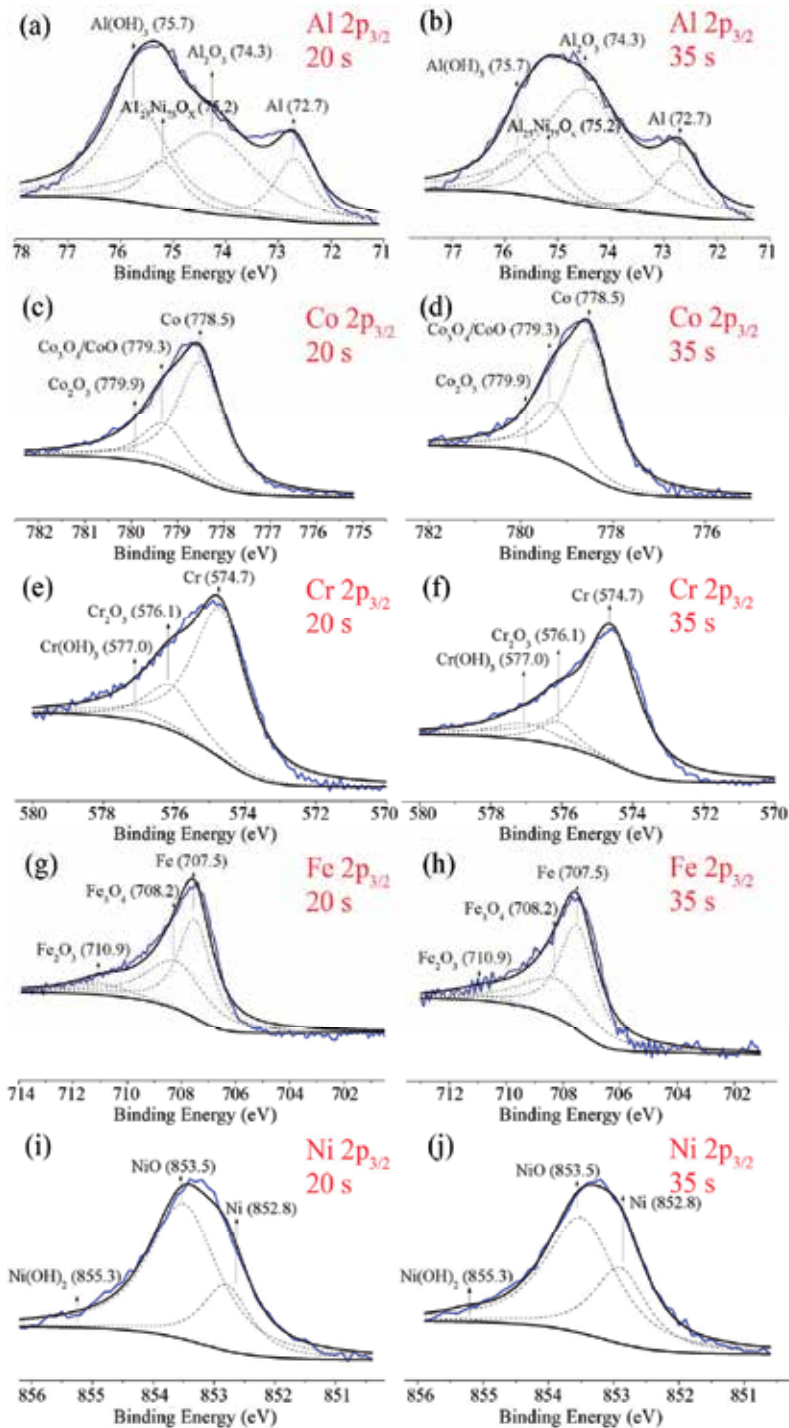 (a)
Al(OH)₃ (75.7)
Al₂O₃ (74.3)
Al₂₅Ni₇₅Oₓ (75.2)
Al (72.7)
Al 2p₃/₂
20 s
78 77 76 75 74 73 72 71
Binding Energy (eV)
(b)
Al₂O₃ (74.3)
Al(OH)₃ (75.7)
Al₂₅Ni₇₅Oₓ (75.2)
Al (72.7)
Al 2p₃/₂
35 s
77 76 75 74 73 72 71
Binding Energy (eV)
(c)
Co (778.5)
Co₃O₄/CoO (779.3)
Co₂O₃ (779.9)
Co 2p₃/₂
20 s
782 781 780 779 778 777 776 775
Binding Energy (eV)
(d)
Co (778.5)
Co₃O₄/CoO (779.3)
Co₂O₃ (779.9)
Co 2p₃/₂
35 s
782 780 778 776
Binding Energy (eV)
(e)
Cr (574.7)
Cr₂O₃ (576.1)
Cr(OH)₃ (577.0)
Cr 2p₃/₂
20 s
580 578 576 574 572 570
Binding Energy (eV)
(f)
Cr (574.7)
Cr₂O₃ (576.1)
Cr(OH)₃ (577.0)
Cr 2p₃/₂
35 s
580 578 576 574 572 570
Binding Energy (eV)
(g)
Fe (707.5)
Fe₃O₄ (708.2)
Fe₂O₃ (710.9)
Fe 2p₃/₂
20 s
714 712 710 708 706 704 702
Binding Energy (eV)
(h)
Fe (707.5)
Fe₃O₄ (708.2)
Fe₂O₃ (710.9)
Fe 2p₃/₂
35 s
712 710 708 706 704 702
Binding Energy (eV)
(i)
NiO (853.5)
Ni (852.8)
Ni(OH)₂ (855.3)
Ni 2p₃/₂
20 s
856 855 854 853 852 851
Binding Energy (eV)
(j)
NiO (853.5)
Ni (852.8)
Ni(OH)₂ (855.3)
Ni 2p₃/₂
35 s
856 855 854 853 852 851
Binding Energy (eV)